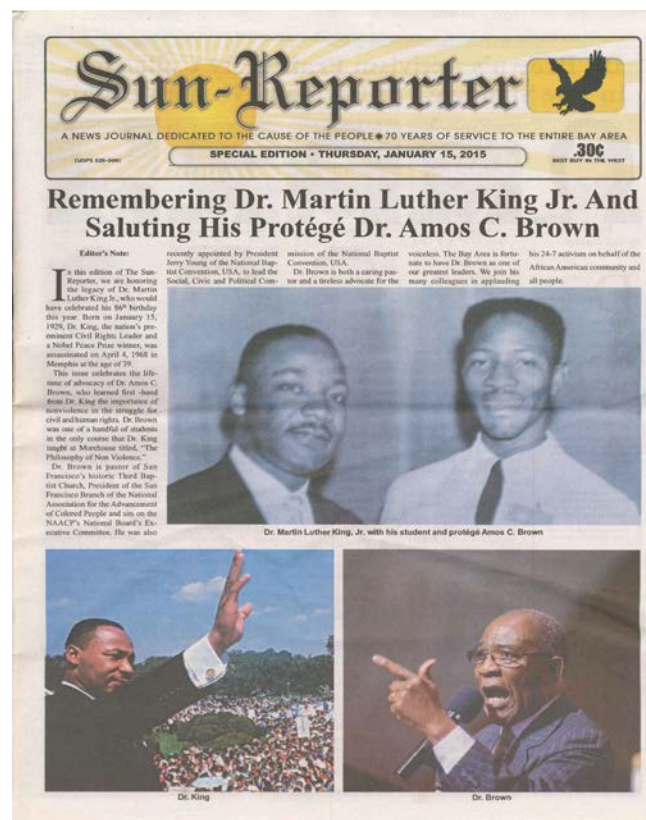 Sun-Reporter
A NEWS JOURNAL DEDICATED TO THE CAUSE OF THE PEOPLE ✹ 70 YEARS OF SERVICE TO THE ENTIRE BAY AREA
SPECIAL EDITION • THURSDAY, JANUARY 15, 2015
.30¢
BEST BUY IN THE WEST
Remembering Dr. Martin Luther King Jr. And
Saluting His Protégé Dr. Amos C. Brown
Editor's Note:
In this edition of The Sun-
Reporter, we are honoring
the legacy of Dr. Martin
Luther King Jr., who would
have celebrated his 86th birthday
this year. Born on January 15,
1929, Dr. King, the nation's pre-
eminent Civil Rights Leader and
a Nobel Peace Prize winner, was
assassinated on April 4, 1968 in
Memphis at the age of 39.
This issue celebrates the life-
time of advocacy of Dr. Amos C.
Brown, who learned first -hand
from Dr. King the importance of
nonviolence in the struggle for
civil and human rights. Dr. Brown
was one of a handful of students
in the only course that Dr. King
taught at Morehouse titled, "The
Philosophy of Non Violence."
Dr. Brown is pastor of San
Francisco's historic Third Bap-
tist Church, President of the San
Francisco Branch of the National
Association for the Advancement
of Colored People and sits on the
NAACP's National Board's Ex-
ecutive Committee. He was also
recently appointed by President
Jerry Young of the National Bap-
tist Convention, USA, to lead the
Social, Civic and Political Com-
mission of the National Baptist
Convention, USA.
Dr. Brown is both a caring pas-
tor and a tireless advocate for the
voiceless. The Bay Area is fortu-
nate to have Dr. Brown as one of
our greatest leaders. We join his
many colleagues in applauding
his 24-7 activism on behalf of the
African American community and
all people.
Dr. Martin Luther King, Jr. with his student and protégé Amos C. Brown
Dr. King
Dr. Brown